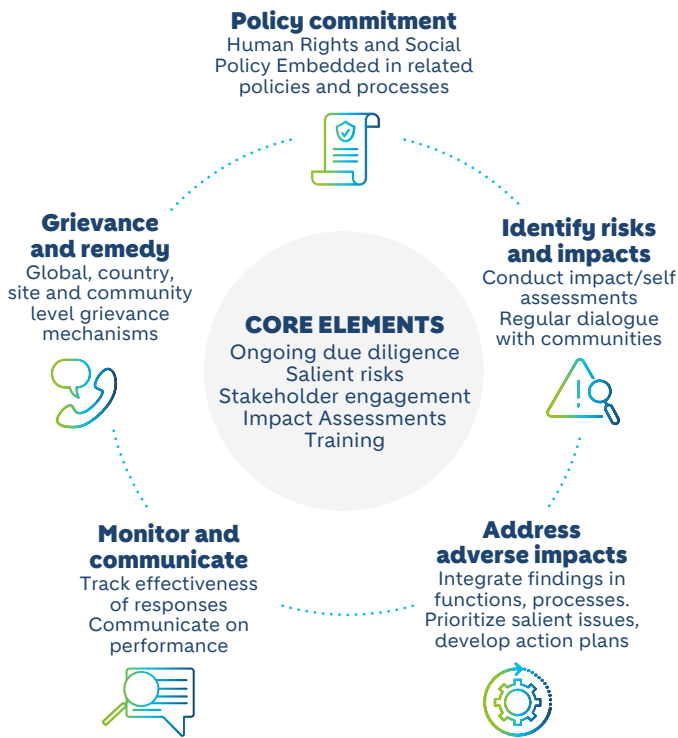 Policy commitment
Human Rights and Social
Policy Embedded in related
policies and processes
Identify risks
and impacts
Conduct impact/self
assessments
Regular dialogue
with communities
Address
adverse impacts
Integrate findings in
functions, processes.
Prioritize salient issues,
develop action plans
Monitor and
communicate
Track effectiveness
of responses
Communicate on
performance
Grievance
and remedy
Global, country,
site and community
level grievance
mechanisms
CORE ELEMENTS
Ongoing due diligence
Salient risks
Stakeholder engagement
Impact Assessments
Training